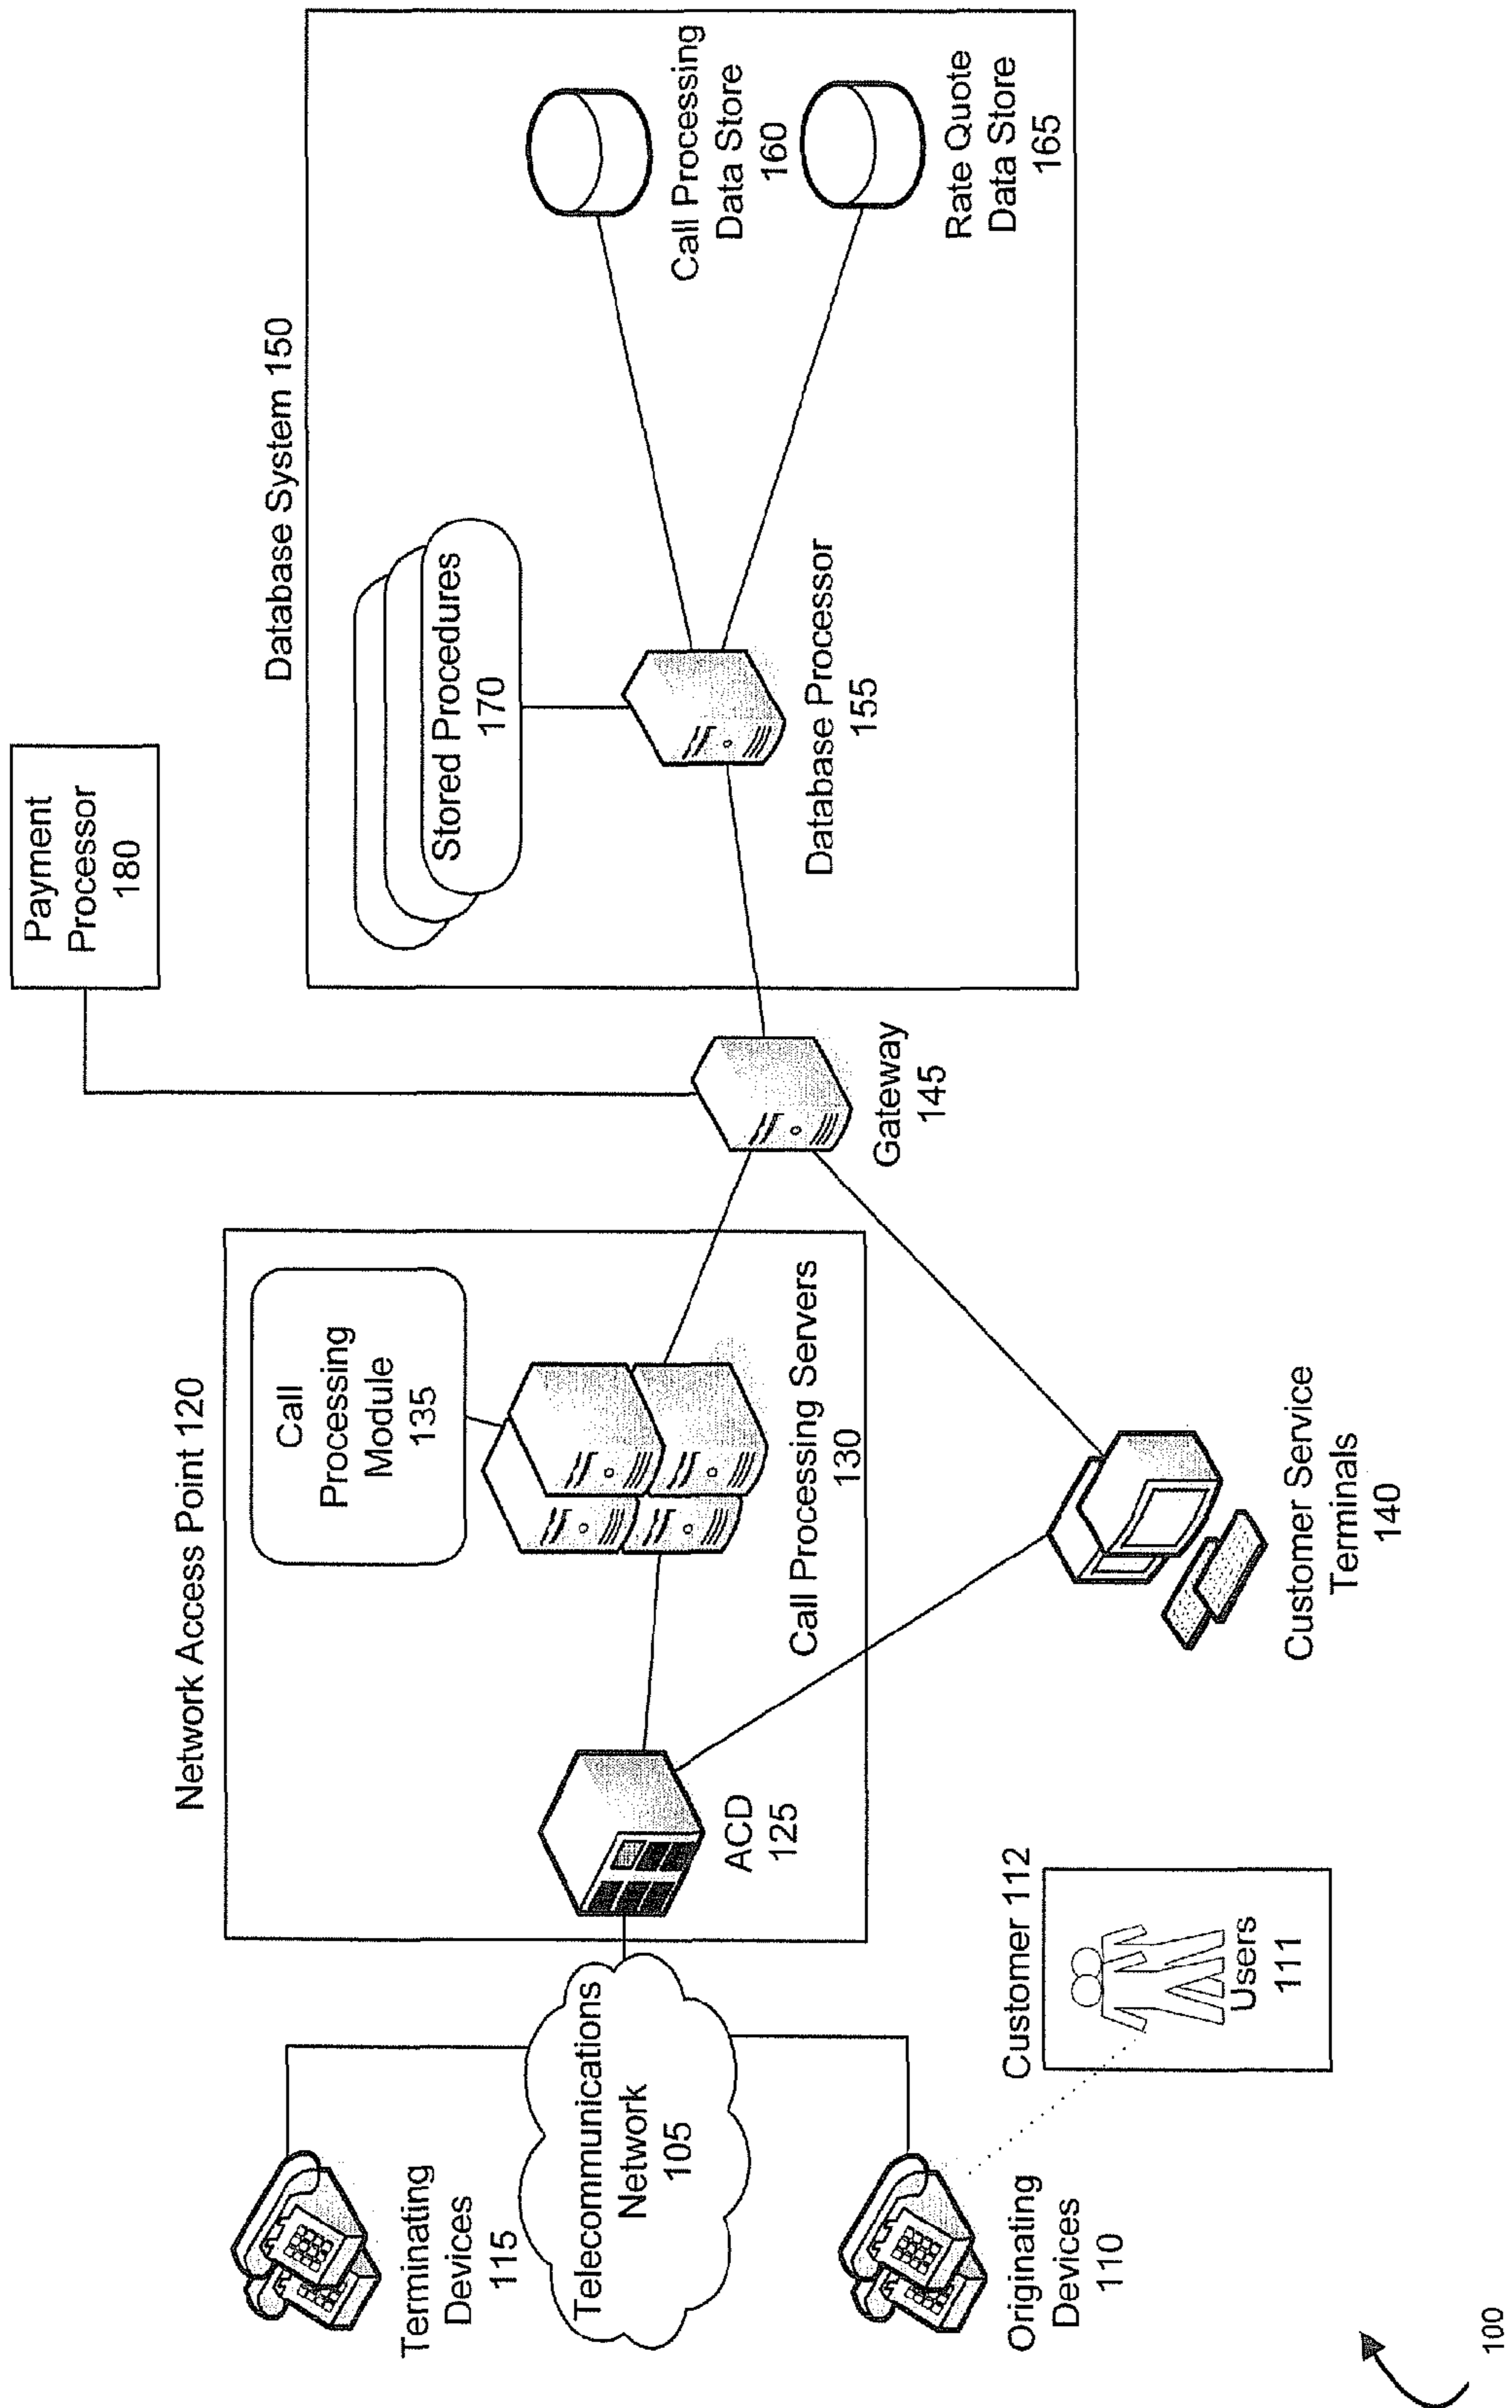 Payment
Processor
180
Database System 150
Stored Procedures
170
Call Processing
Data Store
160
Rate Quote
Data Store
165
Database Processor
155
Gateway
145
Network Access Point 120
Call
Processing
Module
135
Call Processing Servers
130
ACD
125
Customer Service
Terminals
140
Terminating
Devices
115
Telecommunications
Network
105
Originating
Devices
110
Customer 112
Users
111
100